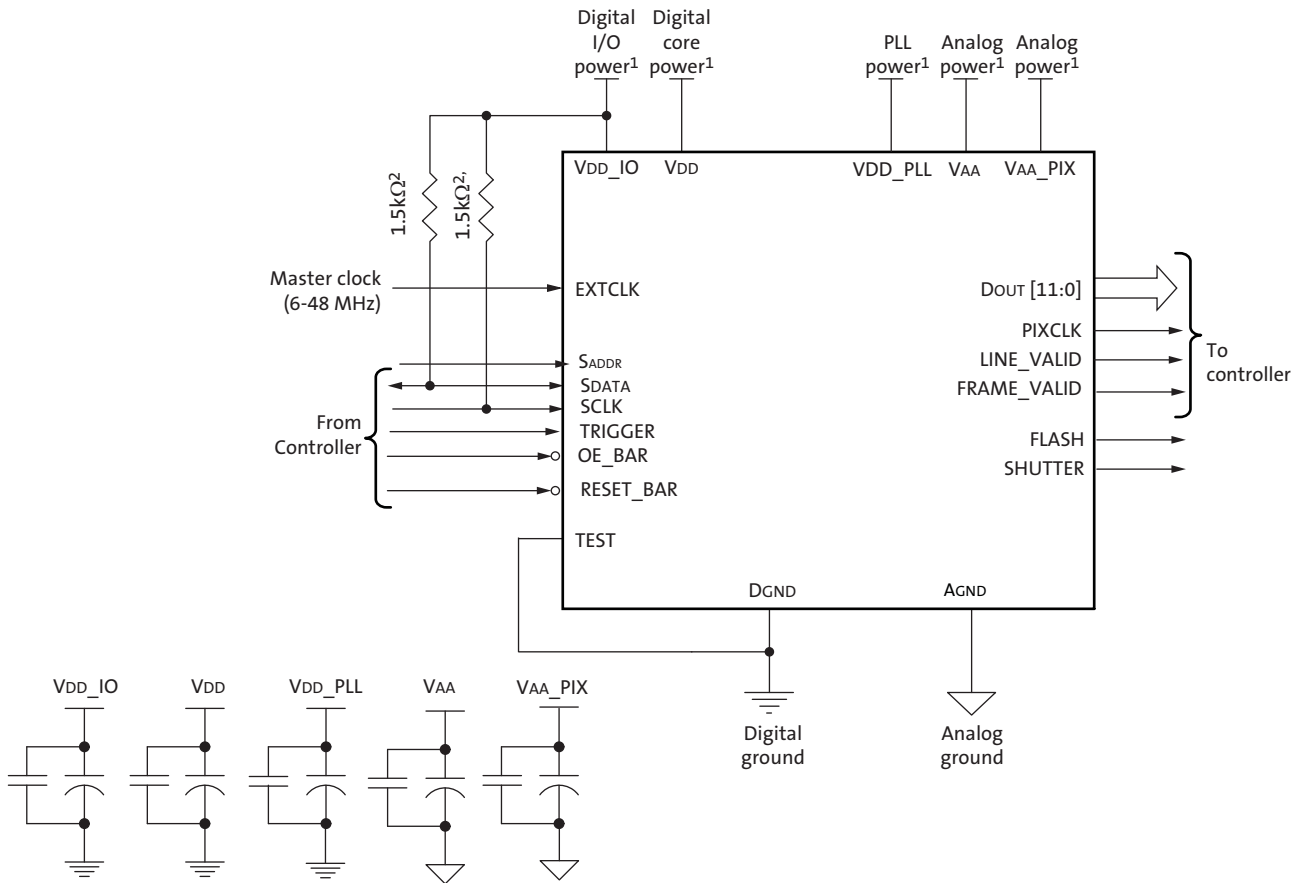 Digital
I/O
power1
Digital
core
power1
PLL
power1
Analog
power1
Analog
power1
1.5kΩ2
1.5kΩ2,
VDD_IO
VDD
VDD_PLL
VAA
VAA_PIX
Master clock
(6-48 MHz)
EXTCLK
SADDR
SDATA
SCLK
TRIGGER
OE_BAR
RESET_BAR
TEST
From
Controller
DOUT [11:0]
PIXCLK
LINE_VALID
FRAME_VALID
FLASH
SHUTTER
To
controller
DGND
AGND
Digital
ground
Analog
ground
VDD_IO
VDD
VDD_PLL
VAA
VAA_PIX